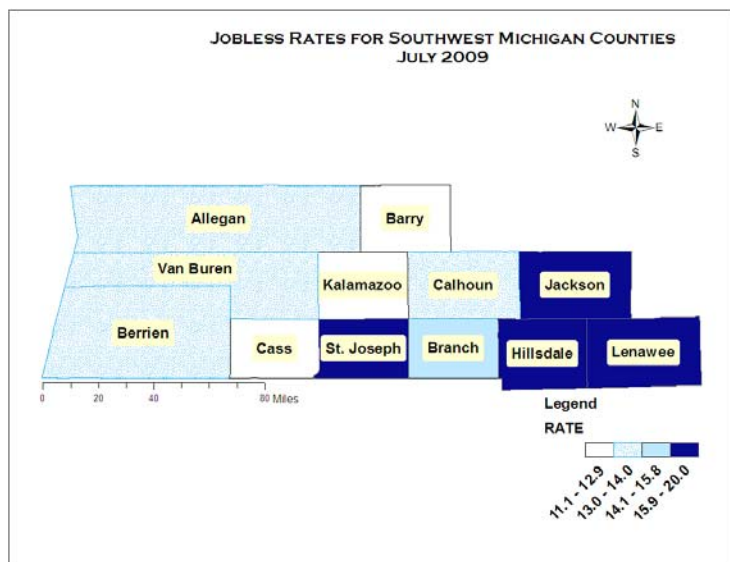 JOBLESS RATES FOR SOUTHWEST MICHIGAN COUNTIES
JULY 2009
N
W E
S
Allegan
Barry
Van Buren
Kalamazoo
Calhoun
Jackson
Berrien
Cass
St. Joseph
Branch
Hillsdale
Lenawee
0 20 40 60 80 Miles
Legend
RATE
11.1 - 12.9
13.0 - 14.0
14.1 - 15.8
15.9 - 20.0